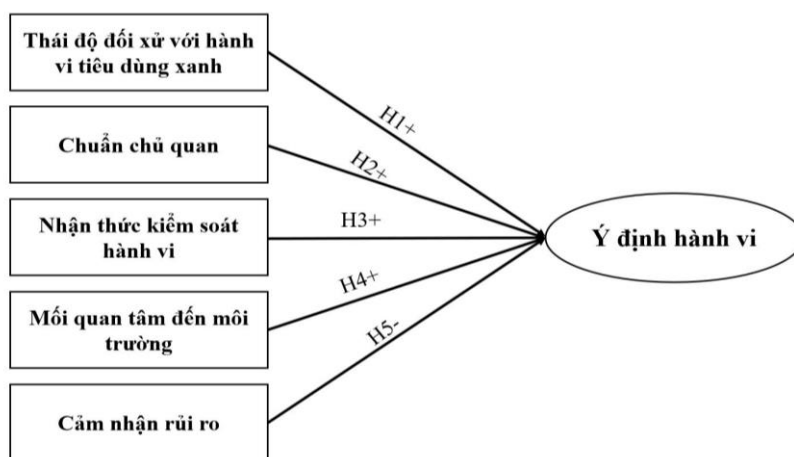 Thái độ đối xử với hành
vi tiêu dùng xanh
H1+
Chuẩn chủ quan
H2+
Nhận thức kiểm soát
hành vi
H3+
Ý định hành vi
Mối quan tâm đến môi
trường
H4+
Cảm nhận rủi ro
H5-